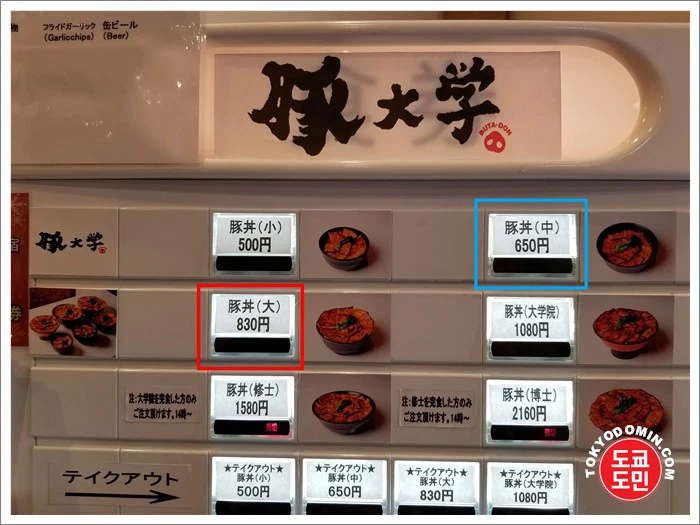 物 フライドガーリック 缶ビール
(Garlicchips) (Beer)
豚大学
BUTA-DON
豚大学
豚丼(小)
500円
豚丼(中)
650円
豚丼(大)
830円
豚丼(大学院)
1080円
注:大学院を完食した方のみ
ご注文頂けます。14時~
豚丼(修士)
1580円
売切
注:修士を完食した方のみ
ご注文頂けます。14時~
豚丼(博士)
2160円
売切
テイクアウト
★テイクアウト★
豚丼(小)
500円
★テイクアウト★
豚丼(中)
650円
★テイクアウト★
豚丼(大)
830円
★テイクアウト★
豚丼(大学院)
1080円
TOKYODOMIN.COM
도쿄
도민